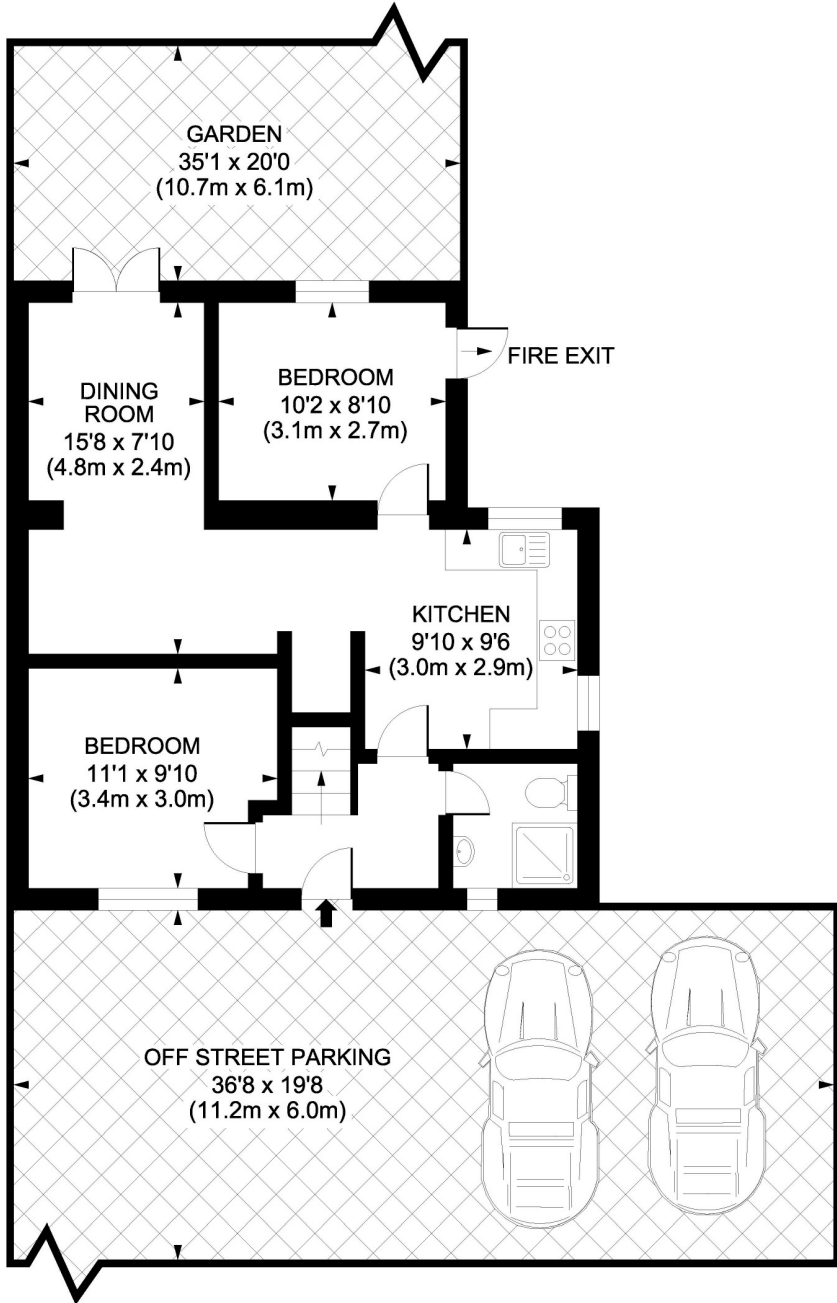 GARDEN
35'1 x 20'0
(10.7m x 6.1m)
FIRE EXIT
BEDROOM
10'2 x 8'10
(3.1m x 2.7m)
DINING
ROOM
15'8 x 7'10
(4.8m x 2.4m)
KITCHEN
9'10 x 9'6
(3.0m x 2.9m)
BEDROOM
11'1 x 9'10
(3.4m x 3.0m)
OFF STREET PARKING
36'8 x 19'8
(11.2m x 6.0m)